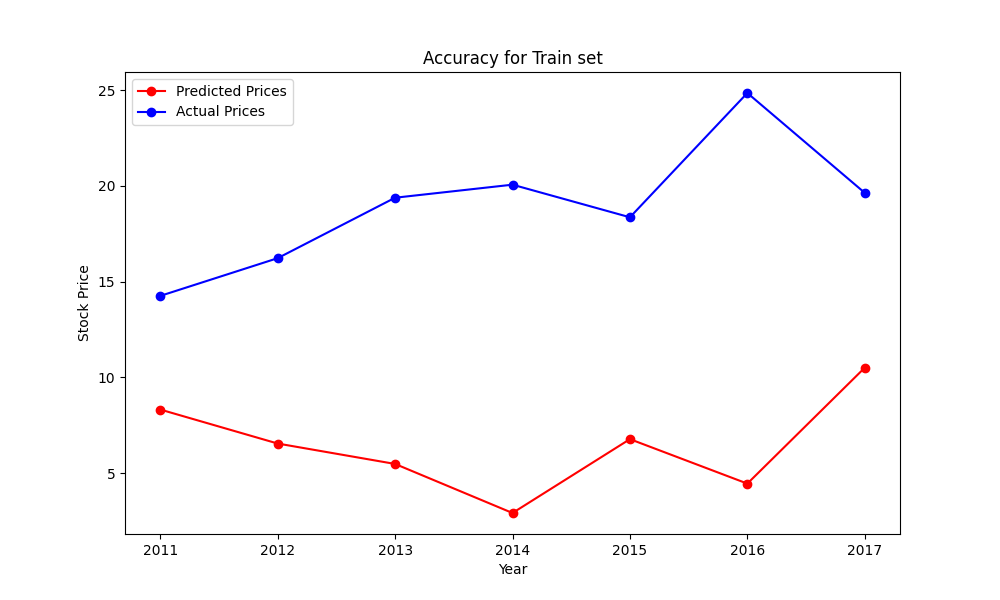 Accuracy for Train set
Predicted Prices
Actual Prices
25
20
15
10
5
Stock Price
2011 2012 2013 2014 2015 2016 2017
Year